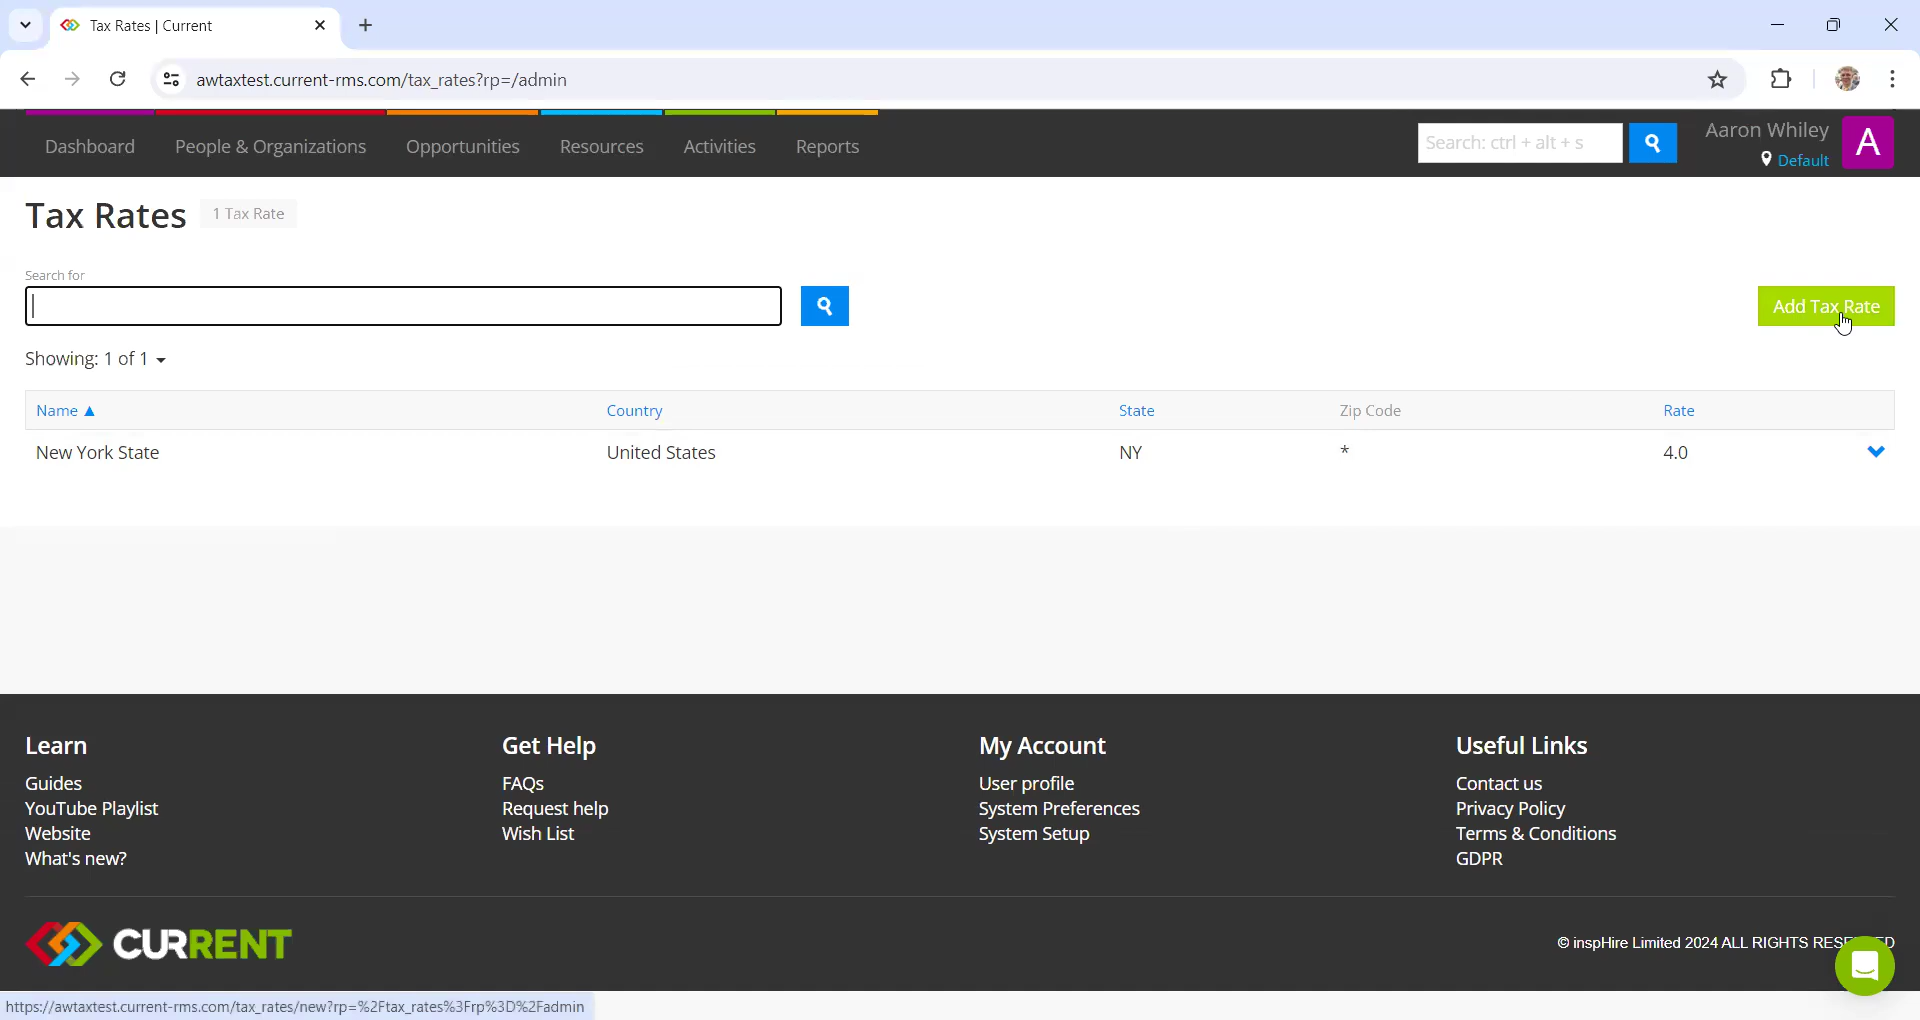 Tax Rates | Current
awtaxtest.current-rms.com/tax_rates?rp=/admin
Dashboard People & Organizations Opportunities Resources Activities Reports
Search: ctrl + alt + s
Aaron Whiley
Default
A
Tax Rates
1 Tax Rate
Search for
Add Tax Rate
Showing: 1 of 1
Name ▲ Country State Zip Code Rate
New York State United States NY * 4.0
Learn
Guides
YouTube Playlist
Website
What's new?
Get Help
FAQs
Request help
Wish List
My Account
User profile
System Preferences
System Setup
Useful Links
Contact us
Privacy Policy
Terms & Conditions
GDPR
CURRENT
© inspHire Limited 2024 ALL RIGHTS
https://awtaxtest.current-rms.com/tax_rates/new?rp=%2Ftax_rates%3Frp%3D%2Fadmin